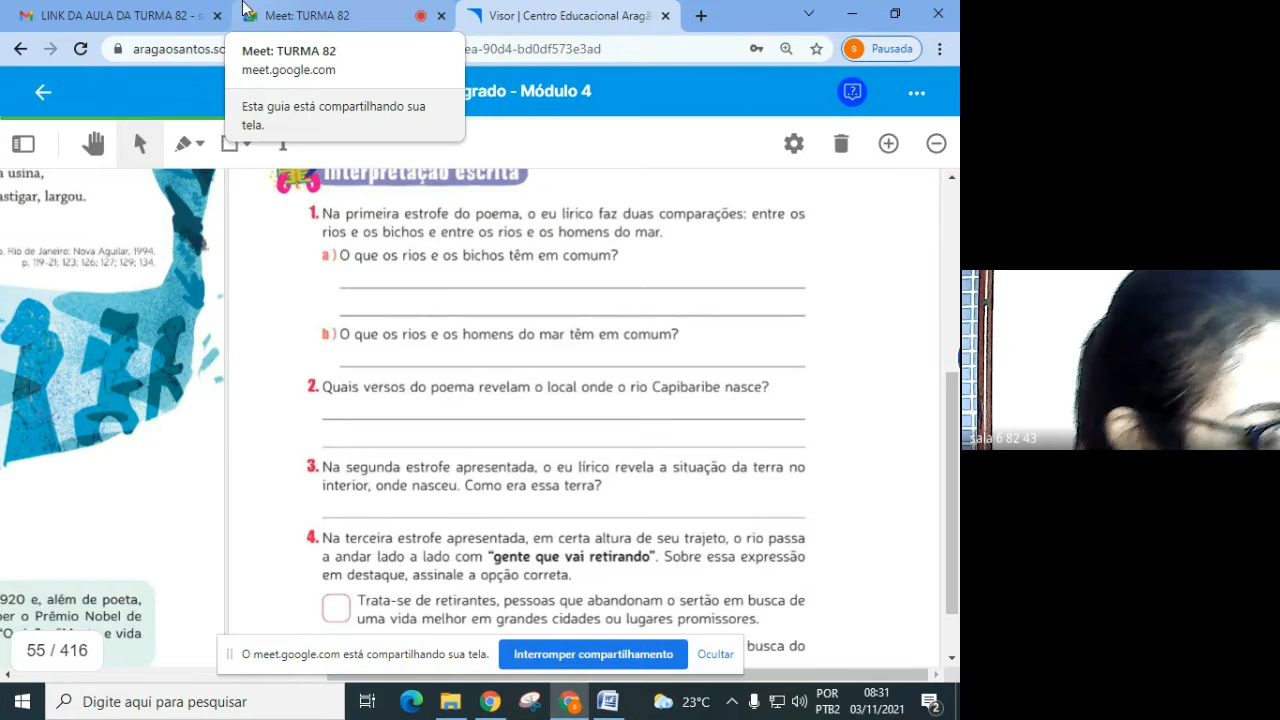 LINK DA TURMA 82 - s
Meet: TURMA 82
Visor | Centro Educacional Aragã
Pausada
aragaosantos.sc
ea-90d4-bd0df573e3ad
Meet: TURMA 82
meet.google.com
Esta guia está compartilhando sua
tela.
grado - Módulo 4
a usina,
astigar, largou.
o. Rio de Janeiro: Nova Aguilar, 1994.
p. 119-21; 123; 126; 127; 129; 134.
Interpretação escrita
1. Na primeira estrofe do poema, o eu lírico faz duas comparações: entre os
rios e os bichos e entre os rios e os homens do mar.
a) O que os rios e os bichos têm em comum?
b) O que os rios e os homens do mar têm em comum?
2. Quais versos do poema revelam o local onde o rio Capibaribe nasce?
3. Na segunda estrofe apresentada, o eu lírico revela a situação da terra no
interior, onde nasceu. Como era essa terra?
4. Na terceira estrofe apresentada, em certa altura de seu trajeto, o rio passa
a andar lado a lado com "gente que vai retirando". Sobre essa expressão
em destaque, assinale a opção correta.
Trata-se de retirantes, pessoas que abandonam o sertão em busca de
uma vida melhor em grandes cidades ou lugares promissores.
busca do
920 e, além de poeta,
er o Prêmio Nobel de
e vida
55 / 416
O meet.google.com está compartilhando sua tela.
Interromper compartilhamento
Ocultar
sala 6 82 43
Digite aqui para pesquisar
23°C
POR
PTB2
08:31
03/11/2021
2